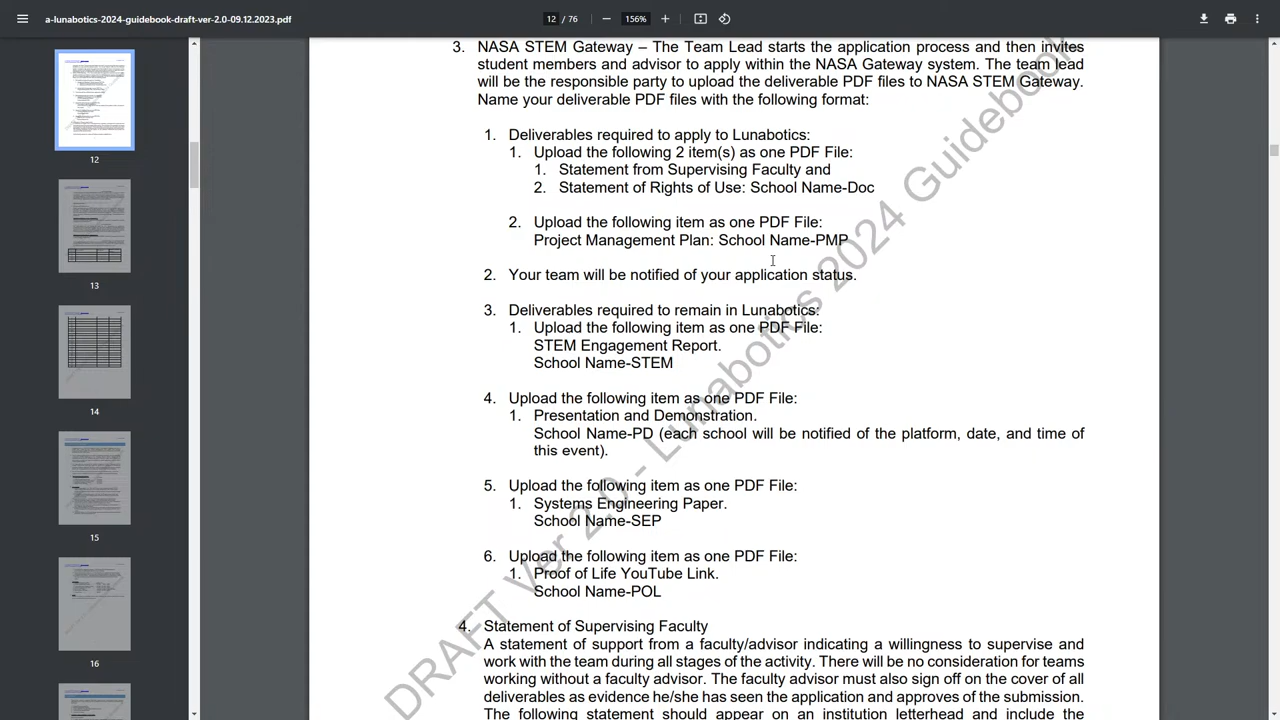 a-lunabotics-2024-guidebook-draft-ver-2.0-09.12.2023.pdf
12 / 76
156%
3. NASA STEM Gateway – The Team Lead starts the application process and then invites
student members and advisor to apply within the NASA Gateway system. The team lead
will be the responsible party to upload the deliverable PDF files to NASA STEM Gateway.
Name your deliverable PDF files with the following format:
1. Deliverables required to apply to Lunabotics:
1. Upload the following 2 item(s) as one PDF File:
1. Statement from Supervising Faculty and
2. Statement of Rights of Use: School Name-Doc
2. Upload the following item as one PDF File:
Project Management Plan: School Name-PMP
2. Your team will be notified of your application status.
3. Deliverables required to remain in Lunabotics:
1. Upload the following item as one PDF File:
STEM Engagement Report.
School Name-STEM
4. Upload the following item as one PDF File:
1. Presentation and Demonstration.
School Name-PD (each school will be notified of the platform, date, and time of
this event).
5. Upload the following item as one PDF File:
1. Systems Engineering Paper.
School Name-SEP
6. Upload the following item as one PDF File:
1. Proof of Life YouTube Link.
School Name-POL
4. Statement of Supervising Faculty
A statement of support from a faculty/advisor indicating a willingness to supervise and
work with the team during all stages of the activity. There will be no consideration for teams
working without a faculty advisor. The faculty advisor must also sign off on the cover of all
deliverables as evidence he/she has seen the application and approves of the submission.
The following statement should appear on an institution letterhead and include the
DRAFT Ver 2.0 - Lunabotics 2024 Guidebook
12
13
14
15
16